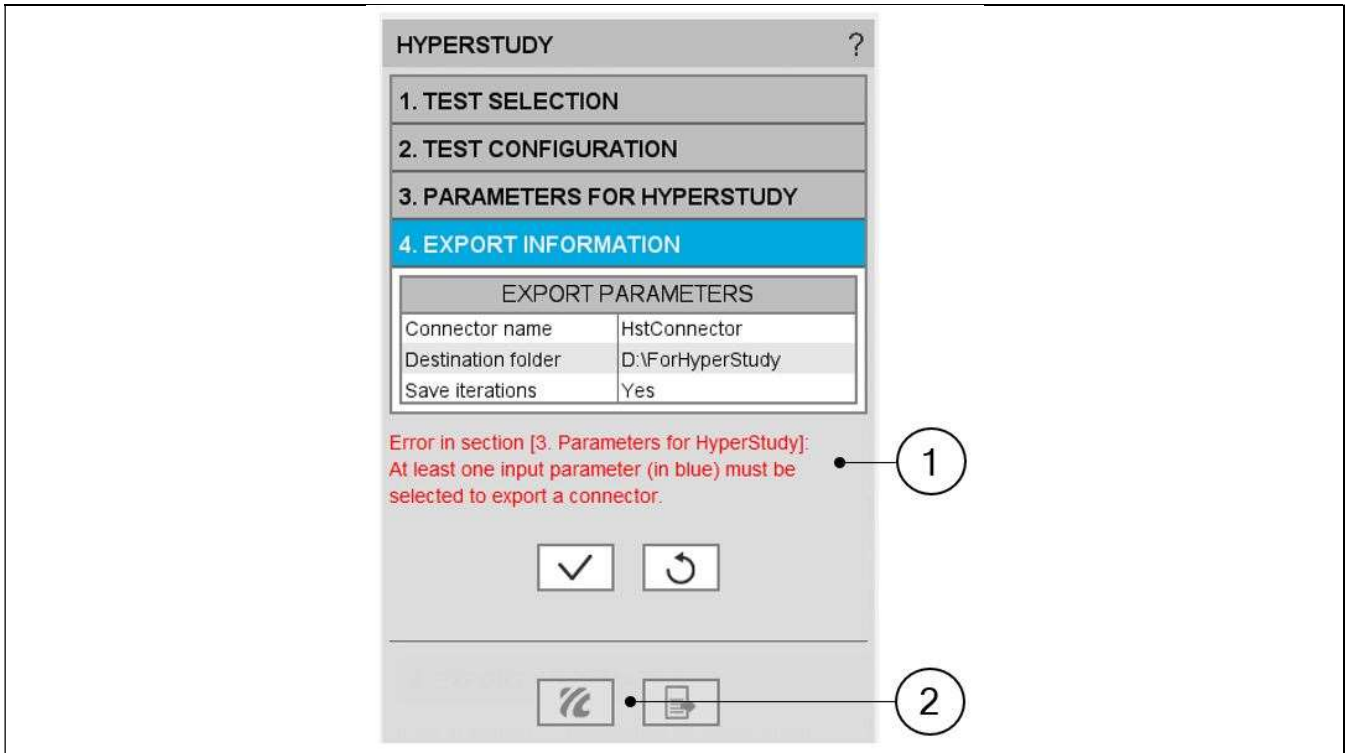 HYPERSTUDY ?
1. TEST SELECTION
2. TEST CONFIGURATION
3. PARAMETERS FOR HYPERSTUDY
4. EXPORT INFORMATION
EXPORT PARAMETERS
Connector name HstConnector
Destination folder D:\ForHyperStudy
Save iterations Yes
Error in section [3. Parameters for HyperStudy]:
At least one input parameter (in blue) must be
selected to export a connector.
1
2